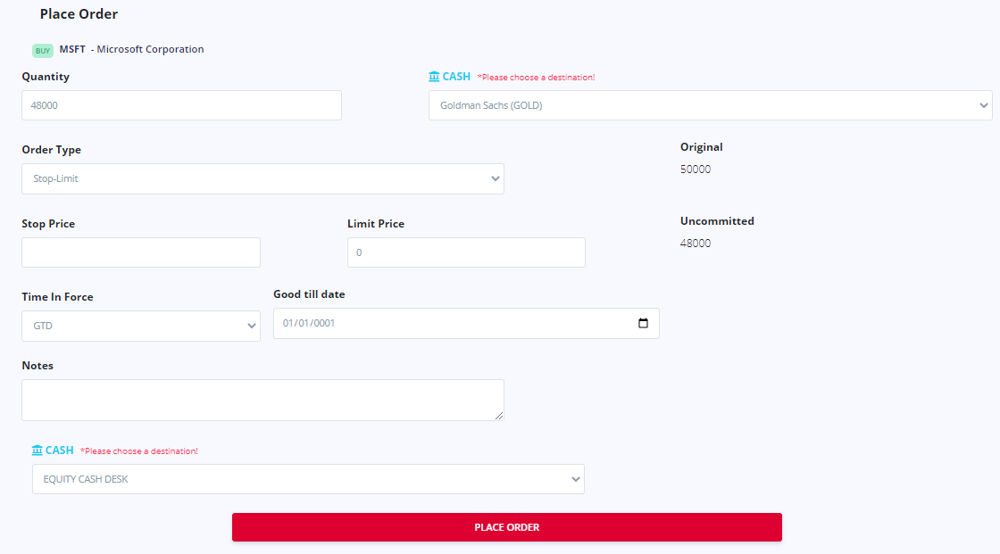 Place Order
BUY MSFT - Microsoft Corporation
Quantity
CASH *Please choose a destination!
48000
Goldman Sachs (GOLD)
Order Type
Original
Stop-Limit
50000
Stop Price
Limit Price
Uncommitted
0
48000
Time In Force
Good till date
GTD
01/01/0001
Notes
CASH *Please choose a destination!
EQUITY CASH DESK
PLACE ORDER